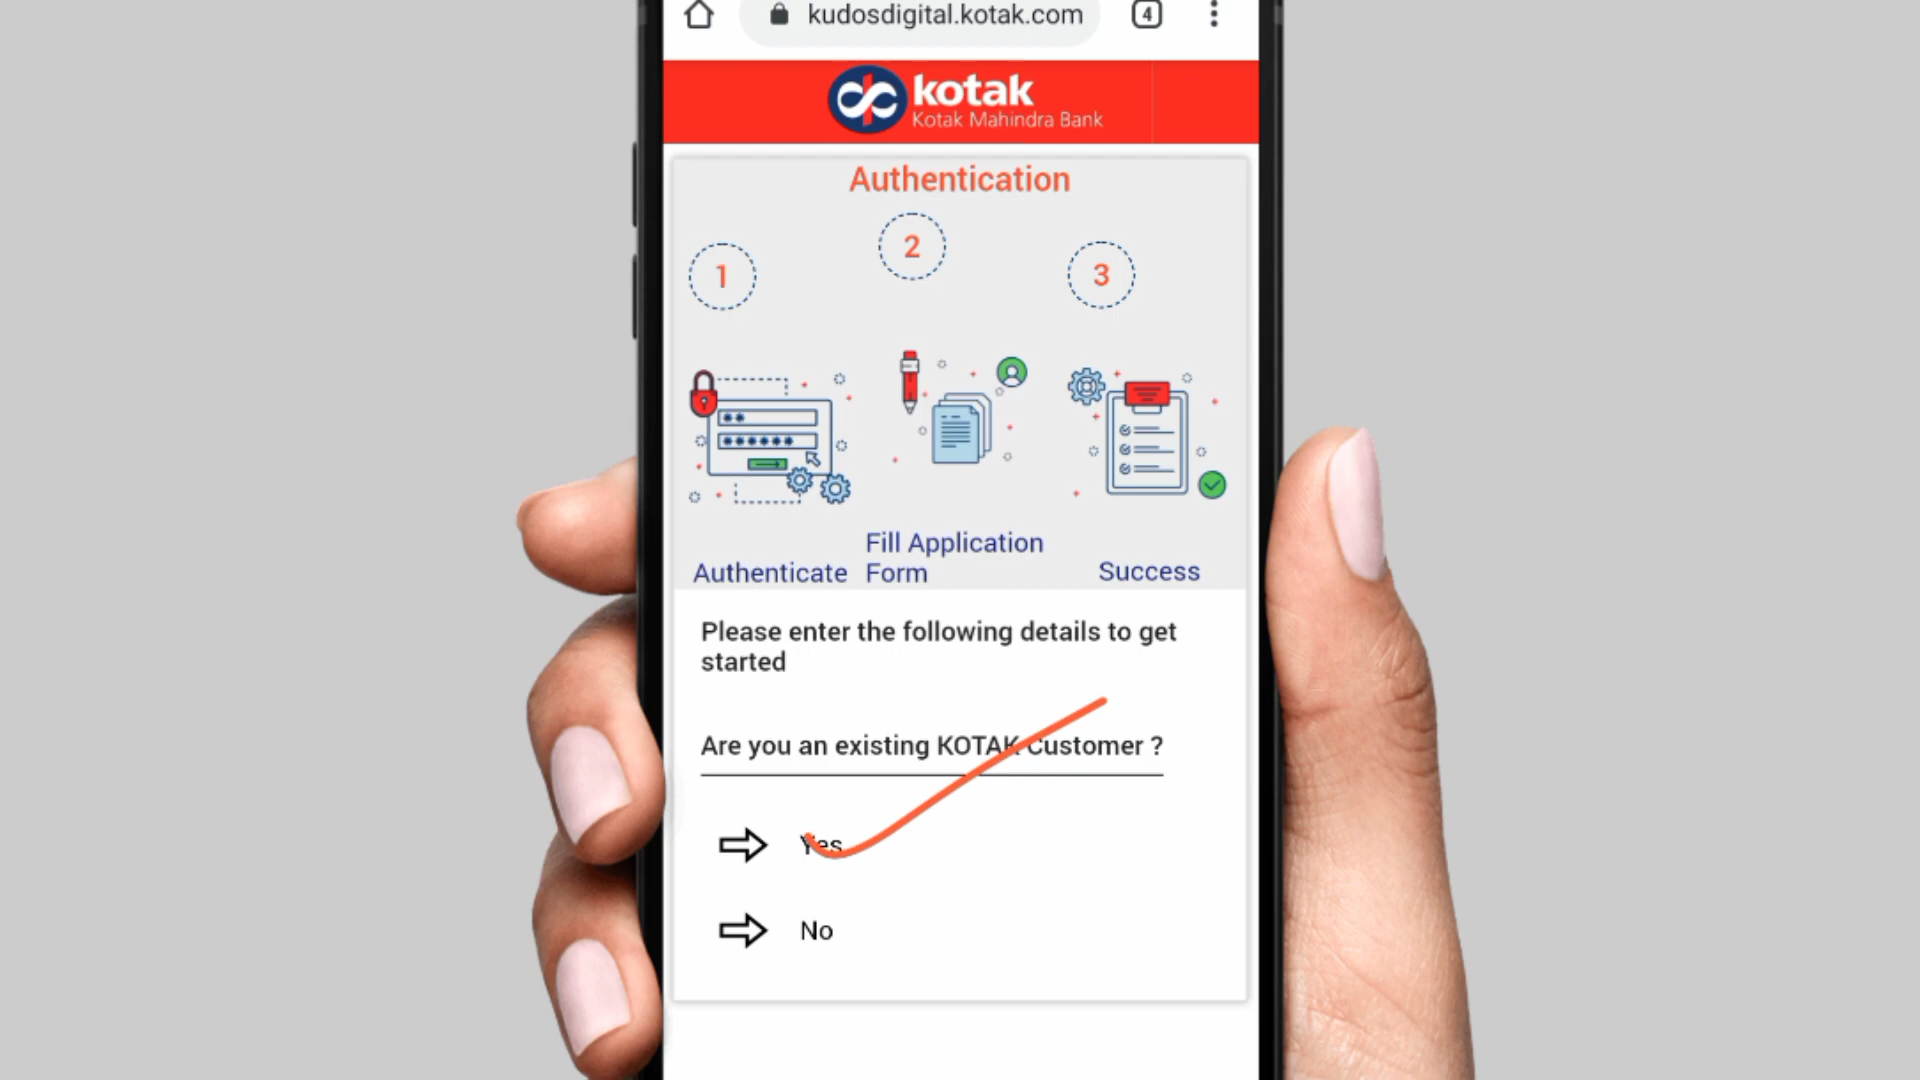 kudosdigital.kotak.com
4
kotak
Kotak Mahindra Bank
Authentication
1
2
3
**
******
Authenticate
Fill Application
Form
Success
Please enter the following details to get
started
Are you an existing KOTAK Customer ?
Yes
No